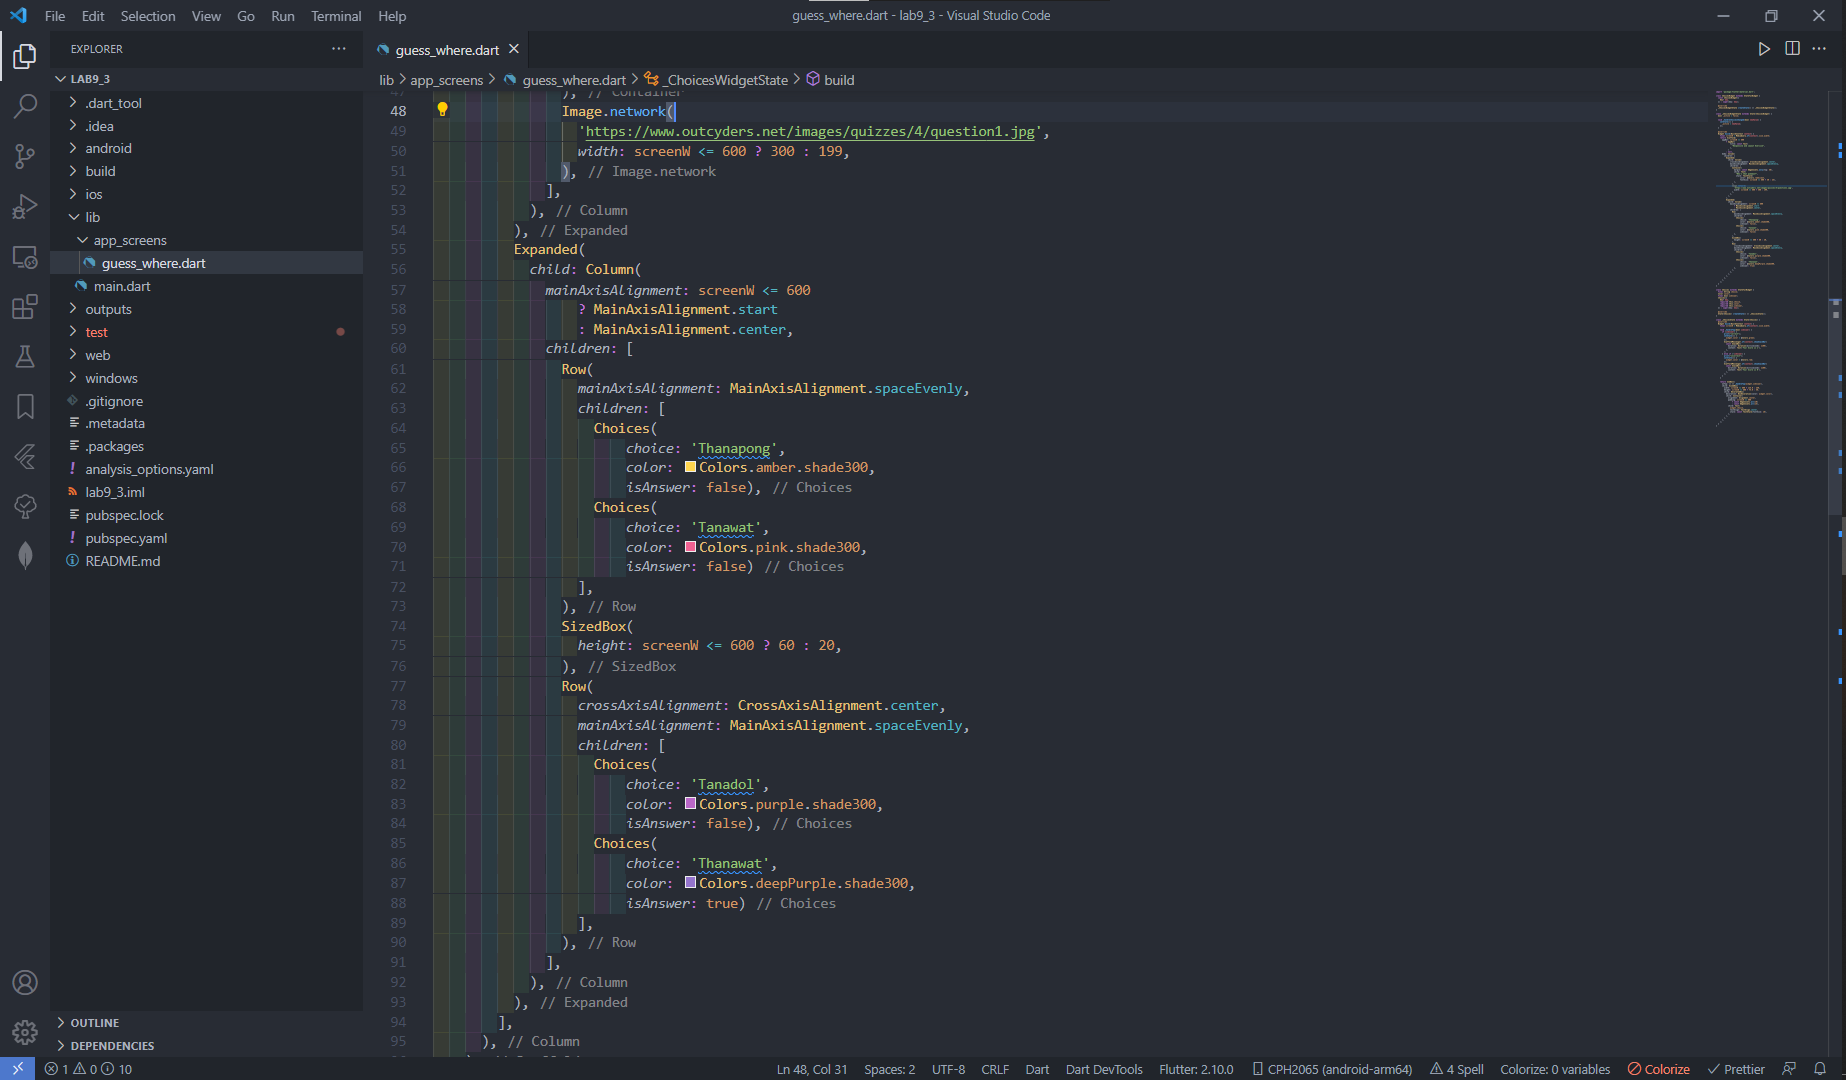 File Edit Selection View Go Run Terminal Help
guess_where.dart - lab9_3 - Visual Studio Code
EXPLORER
LAB9_3
.dart_tool
.idea
android
build
ios
lib
app_screens
guess_where.dart
main.dart
outputs
test
web
windows
.gitignore
.metadata
.packages
analysis_options.yaml
lab9_3.iml
pubspec.lock
pubspec.yaml
README.md
OUTLINE
DEPENDENCIES
guess_where.dart
lib > app_screens > guess_where.dart > _ChoicesWidgetState > build
47 ), // Container
48 Image.network(
49 'https://www.outcyders.net/images/quizzes/4/question1.jpg',
50 width: screenW <= 600 ? 300 : 199,
51 ), // Image.network
52 ],
53 ), // Column
54 ), // Expanded
55 Expanded(
56 child: Column(
57 mainAxisAlignment: screenW <= 600
58 ? MainAxisAlignment.start
59 : MainAxisAlignment.center,
60 children: [
61 Row(
62 mainAxisAlignment: MainAxisAlignment.spaceEvenly,
63 children: [
64 Choices(
65 choice: 'Thanapong',
66 color: Colors.amber.shade300,
67 isAnswer: false), // Choices
68 Choices(
69 choice: 'Tanawat',
70 color: Colors.pink.shade300,
71 isAnswer: false) // Choices
72 ],
73 ), // Row
74 SizedBox(
75 height: screenW <= 600 ? 60 : 20,
76 ), // SizedBox
77 Row(
78 crossAxisAlignment: CrossAxisAlignment.center,
79 mainAxisAlignment: MainAxisAlignment.spaceEvenly,
80 children: [
81 Choices(
82 choice: 'Tanadol',
83 color: Colors.purple.shade300,
84 isAnswer: false), // Choices
85 Choices(
86 choice: 'Thanawat',
87 color: Colors.deepPurple.shade300,
88 isAnswer: true) // Choices
89 ],
90 ), // Row
91 ],
92 ), // Column
93 ), // Expanded
94 ],
95 ), // Column
1 0 10
Ln 48, Col 31 Spaces: 2 UTF-8 CRLF Dart Dart DevTools Flutter: 2.10.0 CPH2065 (android-arm64) 4 Spell Colorize: 0 variables Colorize Prettier